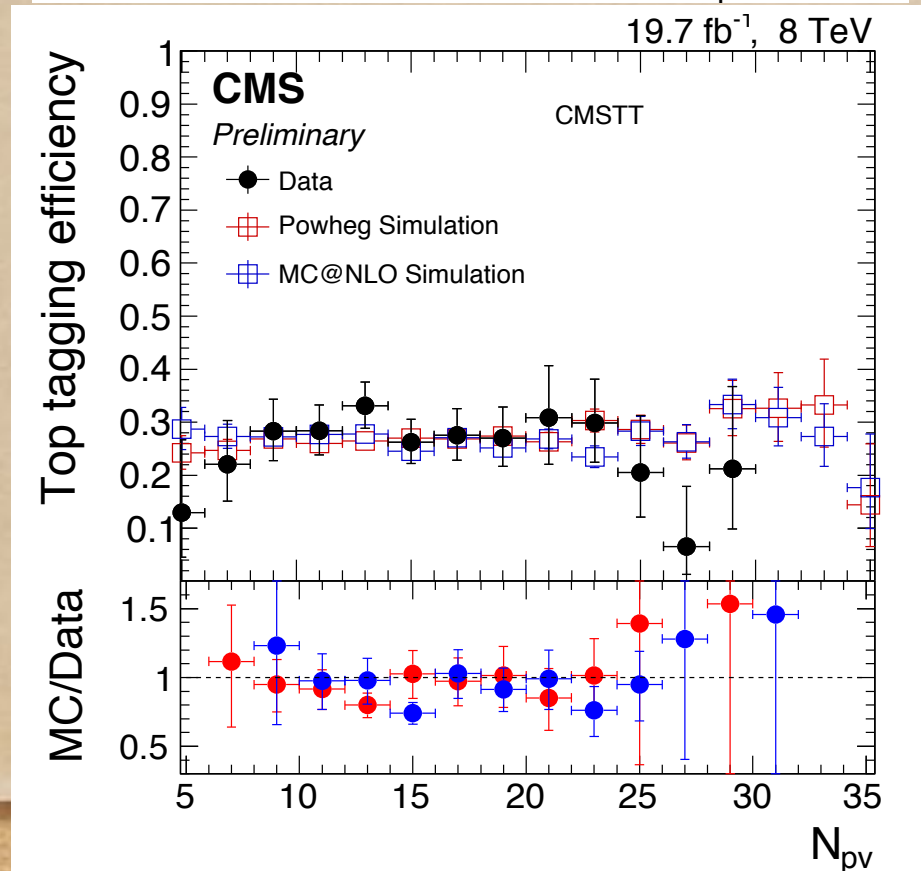 19.7 fb⁻¹, 8 TeV
Top tagging efficiency
1
0.9
0.8
0.7
0.6
0.5
0.4
0.3
0.2
0.1
CMS
Preliminary
CMSTT
Data
Powheg Simulation
MC@NLO Simulation
MC/Data
1.5
1
0.5
5 10 15 20 25 30 35
Npv